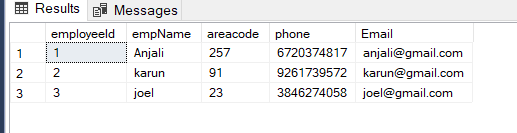 Results Messages
employeeId empName areacode phone Email
1 1 Anjali 257 6720374817 anjali@gmail.com
2 2 karun 91 9261739572 karun@gmail.com
3 3 joel 23 3846274058 joel@gmail.com